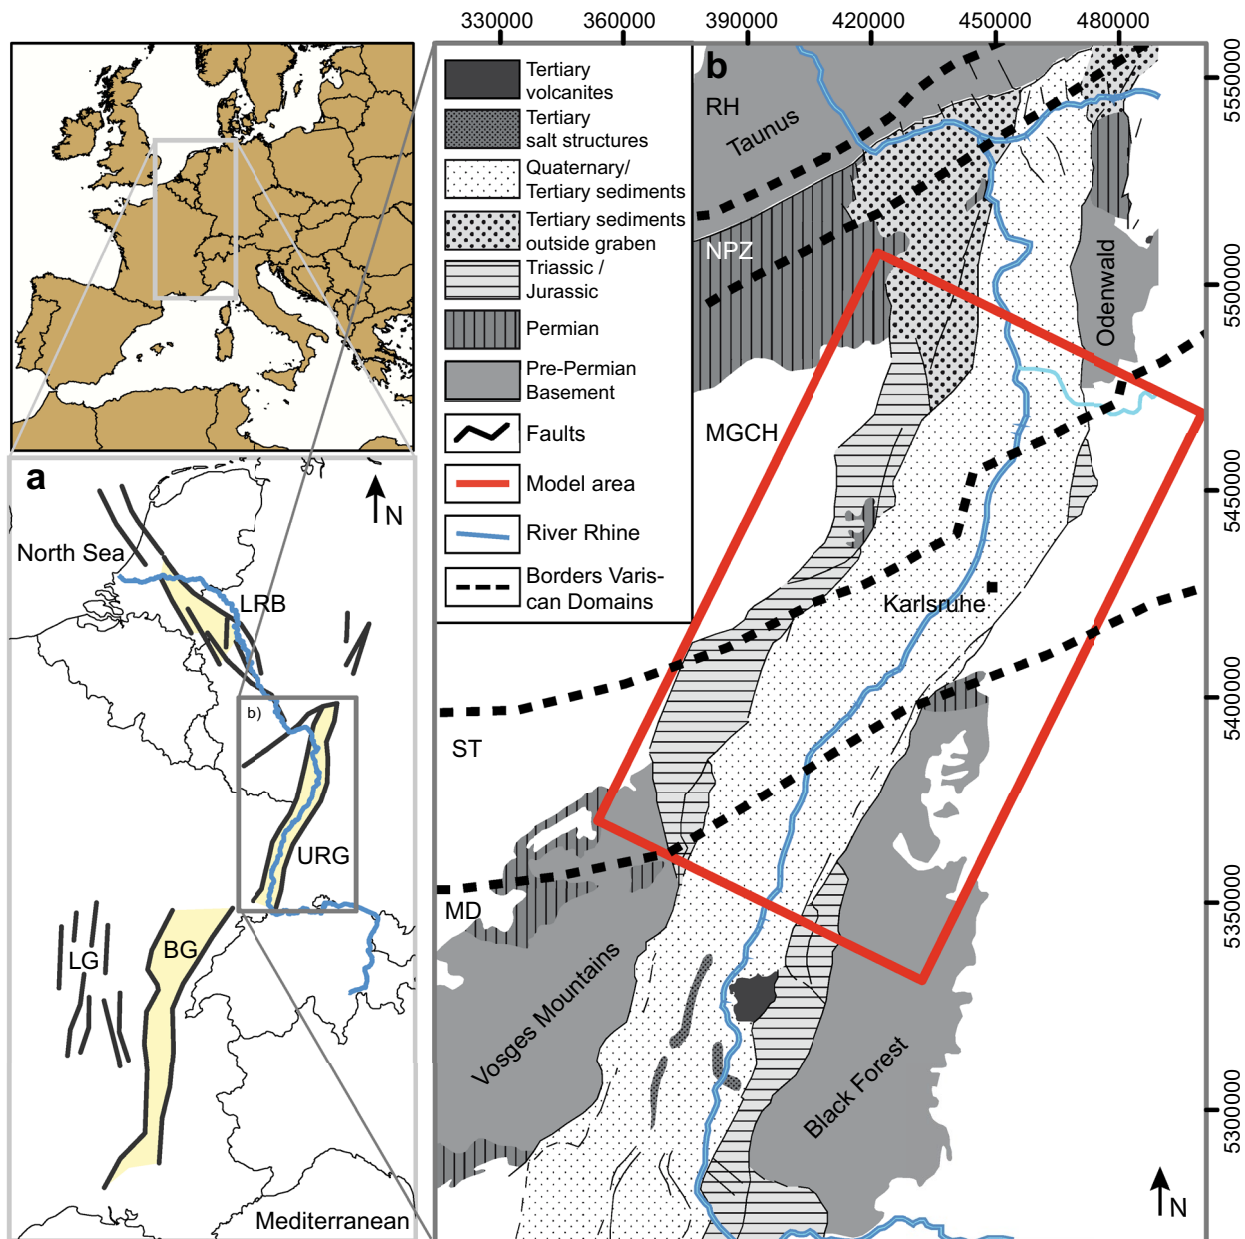 330000 360000 390000 420000 450000 480000
b
Tertiary
volcanites
Tertiary
salt structures
Quaternary/
Tertiary sediments
Tertiary sediments
outside graben
Triassic /
Jurassic
Permian
Pre-Permian
Basement
Faults
Model area
River Rhine
Borders Varis-
can Domains
RH
Taunus
NPZ
Odenwald
MGCH
Karlsruhe
ST
MD
Vosges Mountains
Black Forest
N
5550000
5500000
5450000
5400000
5350000
5300000
a
N
North Sea
LRB
b)
URG
LG
BG
Mediterranean